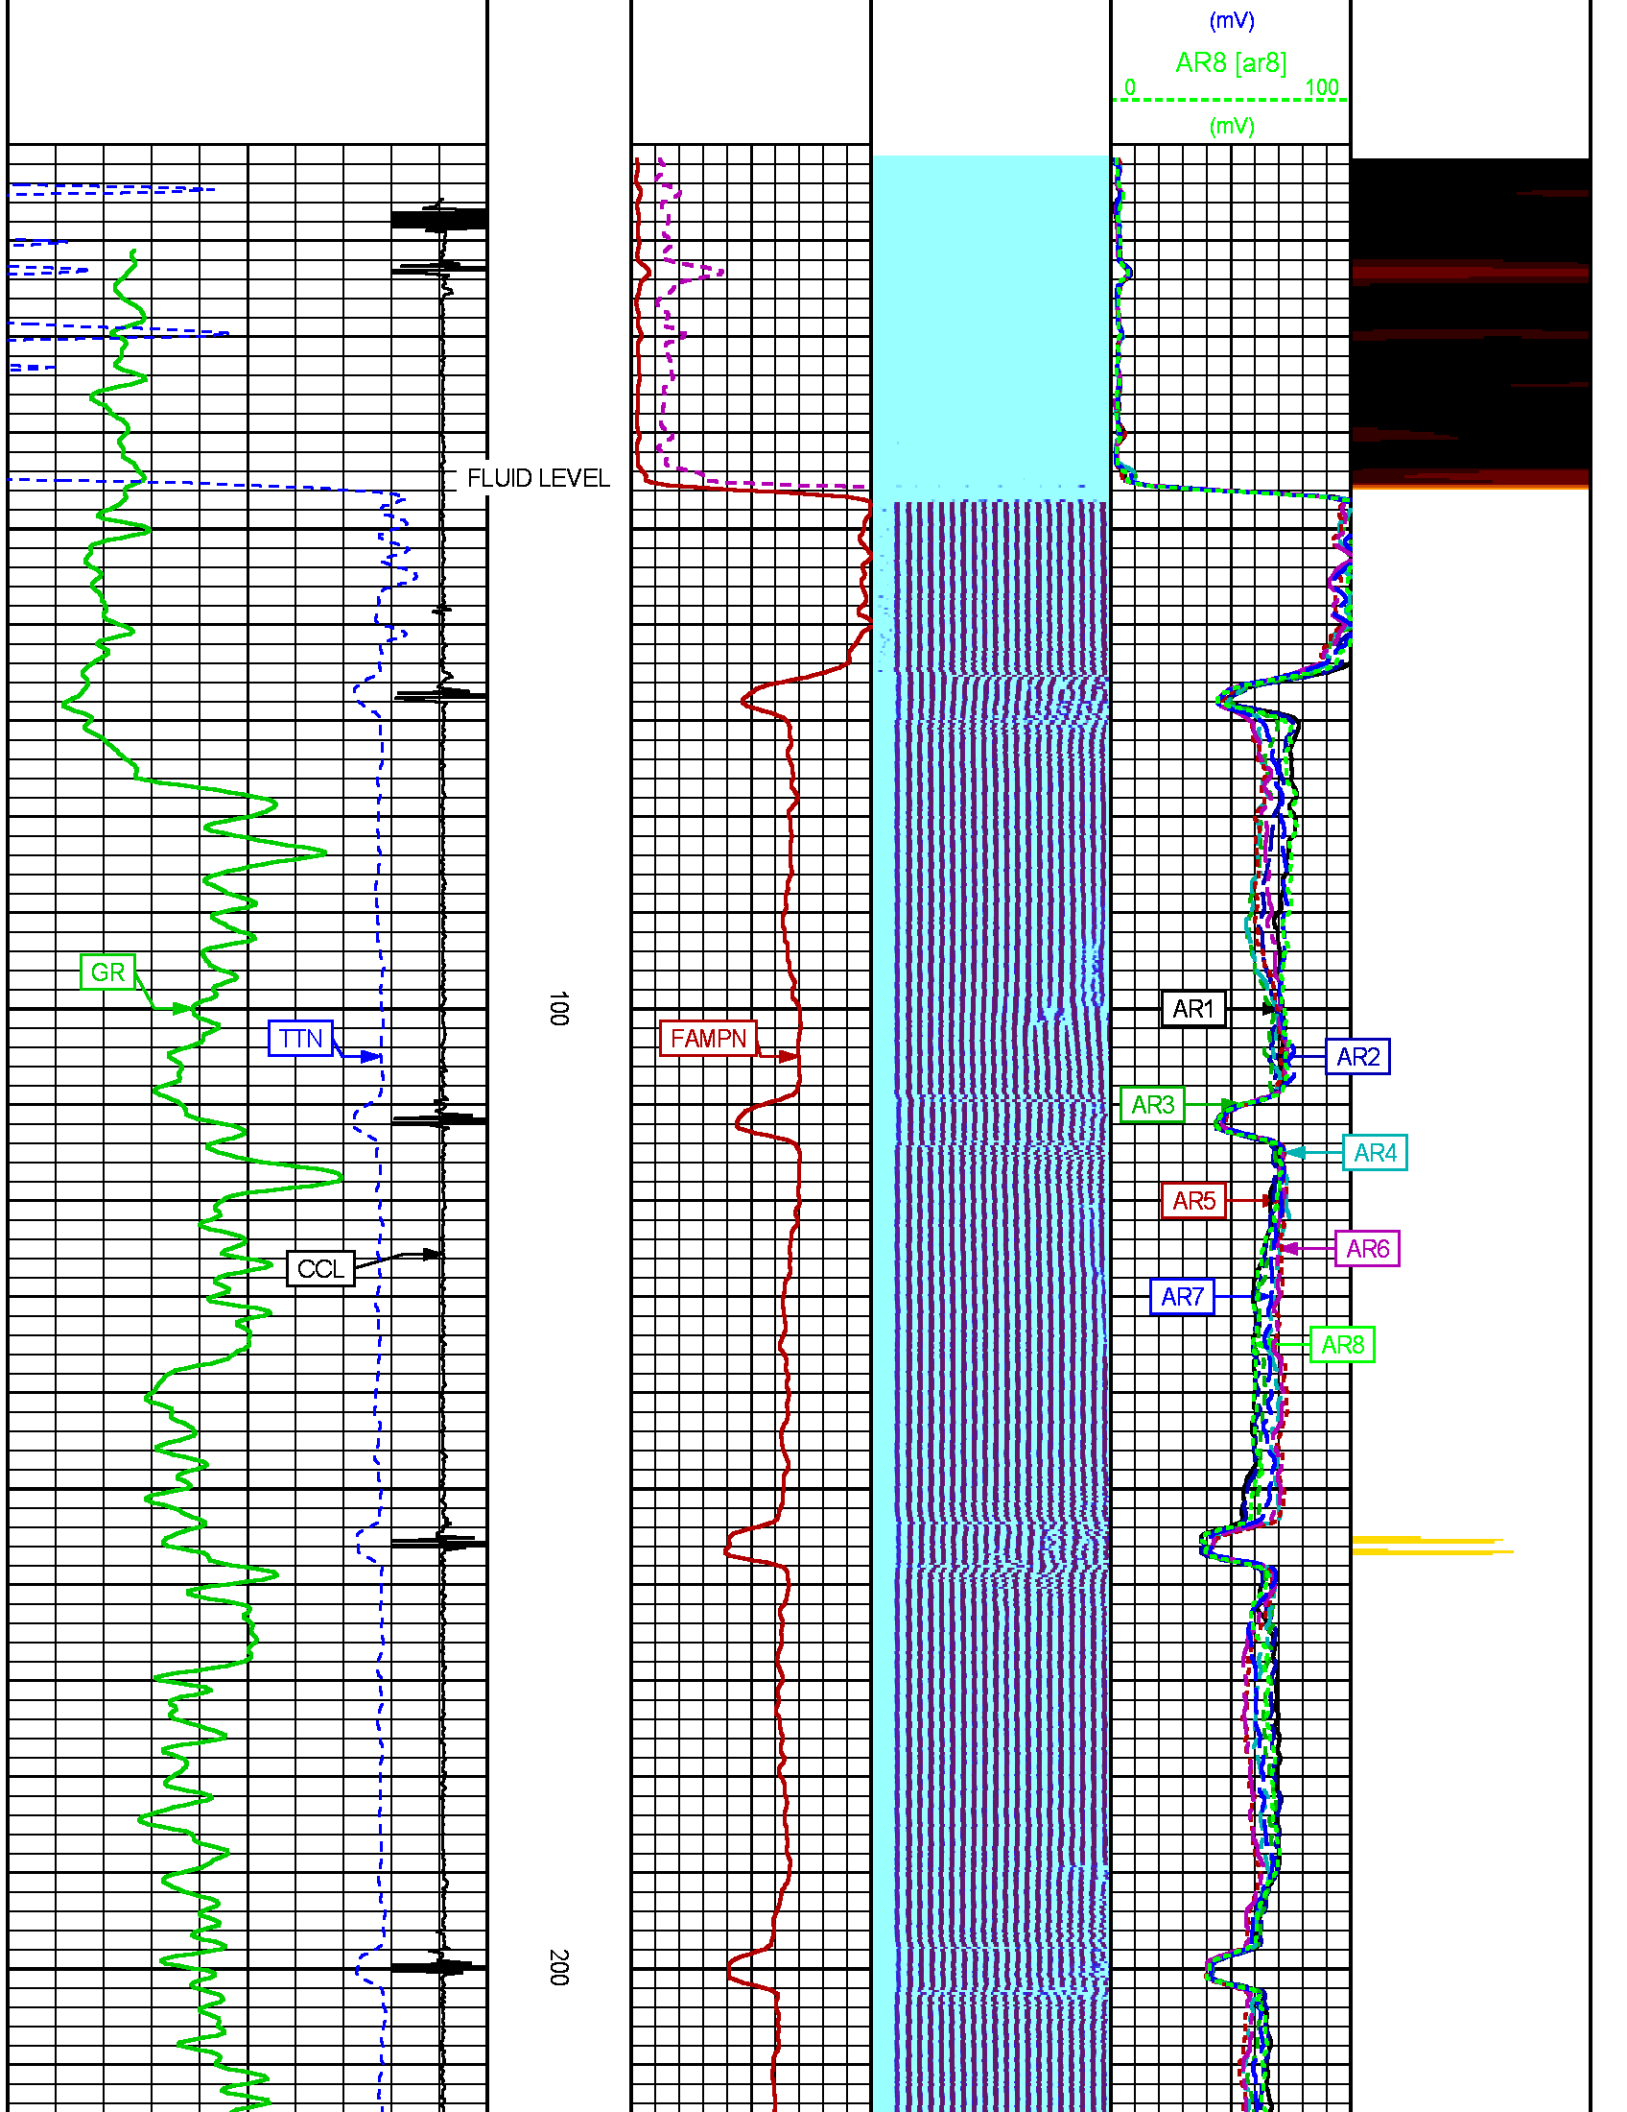 (mV)
AR8 [ar8]
0 100
(mV)
FLUID LEVEL
GR
100
AR1
TTN
FAMPN
AR2
AR3
AR4
AR5
AR6
CCL
AR7
AR8
200